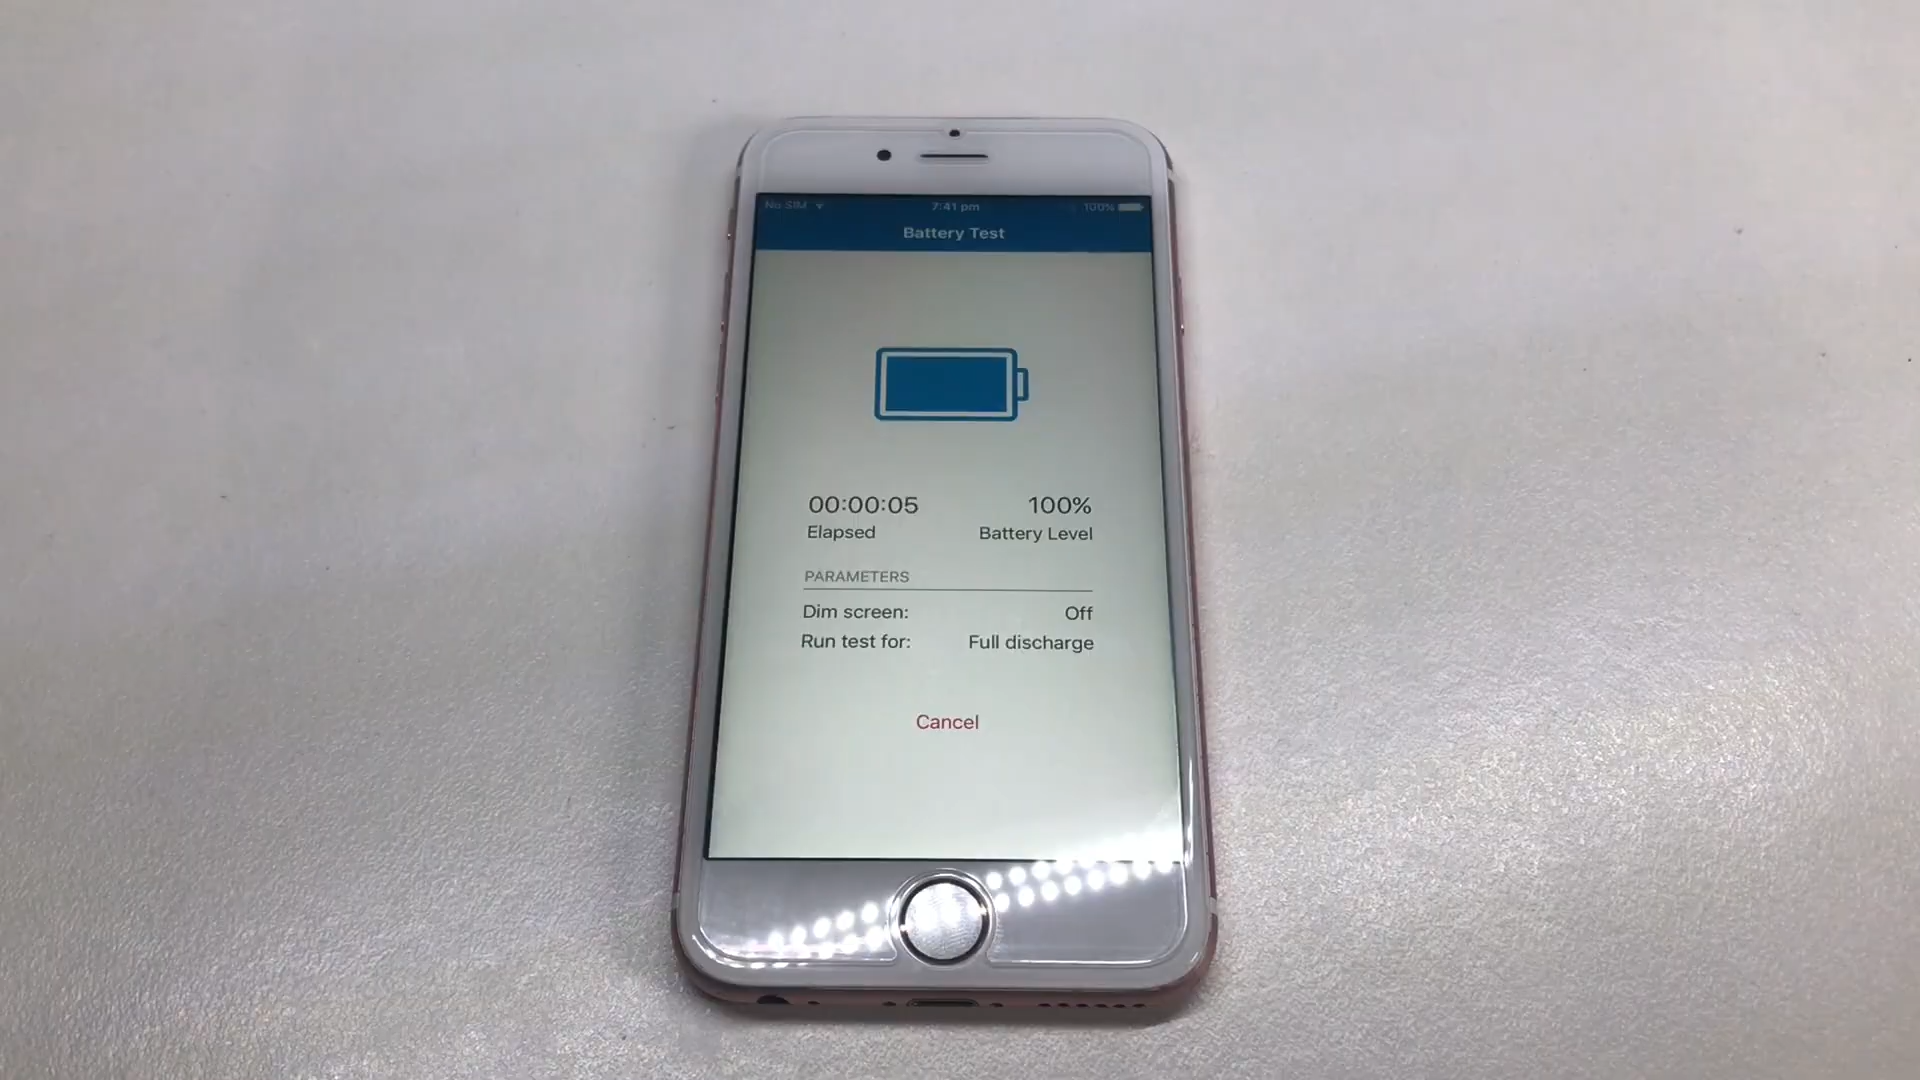 No SIM 7:41 pm 100%
Battery Test
00:00:05 100%
Elapsed Battery Level
PARAMETERS
Dim screen: Off
Run test for: Full discharge
Cancel